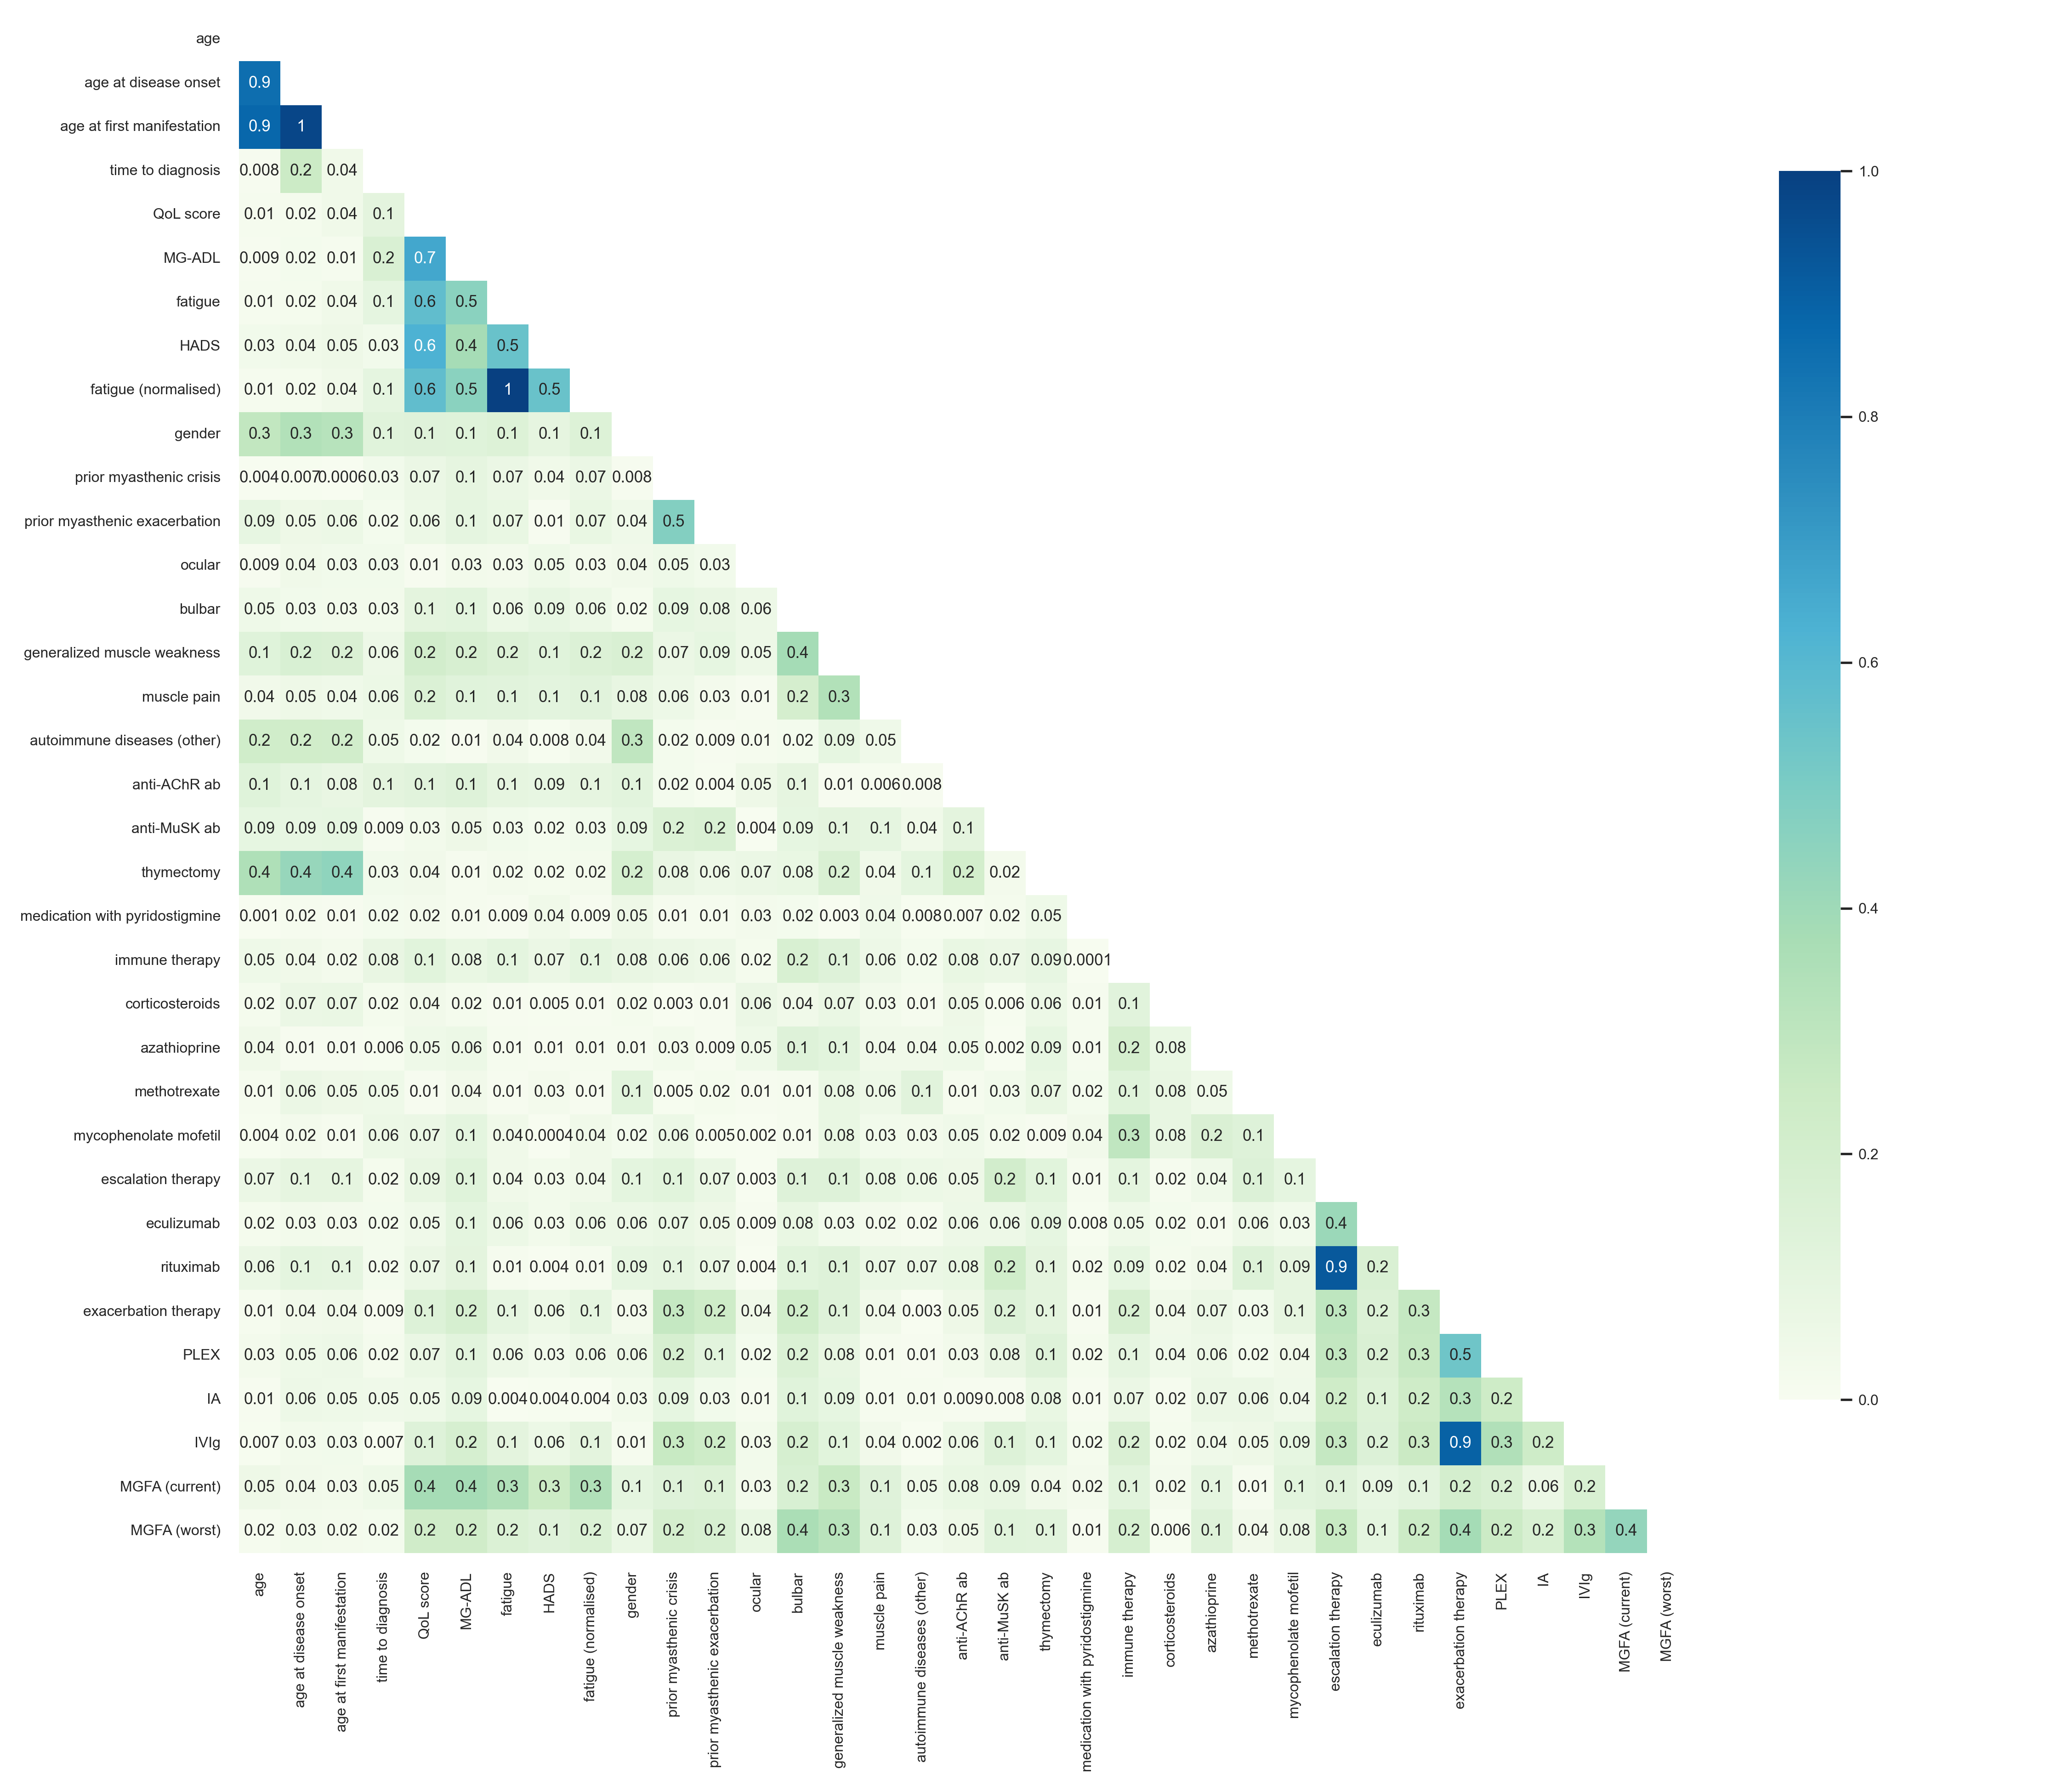 age
age at disease onset 0.9
age at first manifestation 0.9 1
time to diagnosis 0.008 0.2 0.04
QoL score 0.01 0.02 0.04 0.1
MG-ADL 0.009 0.02 0.01 0.2 0.7
fatigue 0.01 0.02 0.04 0.1 0.6 0.5
HADS 0.03 0.04 0.05 0.03 0.6 0.4 0.5
fatigue (normalised) 0.01 0.02 0.04 0.1 0.6 0.5 1 0.5
gender 0.3 0.3 0.3 0.1 0.1 0.1 0.1 0.1 0.1
prior myasthenic crisis 0.004 0.007 0.0006 0.03 0.07 0.1 0.07 0.04 0.07 0.008
prior myasthenic exacerbation 0.09 0.05 0.06 0.02 0.06 0.1 0.07 0.01 0.07 0.04 0.5
ocular 0.009 0.04 0.03 0.03 0.01 0.03 0.03 0.05 0.03 0.04 0.05 0.03
bulbar 0.05 0.03 0.03 0.03 0.1 0.1 0.06 0.09 0.06 0.02 0.09 0.08 0.06
generalized muscle weakness 0.1 0.2 0.2 0.06 0.2 0.2 0.2 0.1 0.2 0.2 0.07 0.09 0.05 0.4
muscle pain 0.04 0.05 0.04 0.06 0.2 0.1 0.1 0.1 0.1 0.08 0.06 0.03 0.01 0.2 0.3
autoimmune diseases (other) 0.2 0.2 0.2 0.05 0.02 0.01 0.04 0.008 0.04 0.3 0.02 0.009 0.01 0.02 0.09 0.05
anti-AChR ab 0.1 0.1 0.08 0.1 0.1 0.1 0.1 0.09 0.1 0.1 0.02 0.004 0.05 0.1 0.01 0.006 0.008
anti-MuSK ab 0.09 0.09 0.09 0.009 0.03 0.05 0.03 0.02 0.03 0.09 0.2 0.2 0.004 0.09 0.1 0.1 0.04 0.1
thymectomy 0.4 0.4 0.4 0.03 0.04 0.01 0.02 0.02 0.02 0.2 0.08 0.06 0.07 0.08 0.2 0.04 0.1 0.2 0.02
medication with pyridostigmine 0.001 0.02 0.01 0.02 0.02 0.01 0.009 0.04 0.009 0.05 0.01 0.01 0.03 0.02 0.003 0.04 0.008 0.007 0.02 0.05
immune therapy 0.05 0.04 0.02 0.08 0.1 0.08 0.1 0.07 0.1 0.08 0.06 0.06 0.02 0.2 0.1 0.06 0.02 0.08 0.07 0.09 0.0001
corticosteroids 0.02 0.07 0.07 0.02 0.04 0.02 0.01 0.005 0.01 0.02 0.003 0.01 0.06 0.04 0.07 0.03 0.01 0.05 0.006 0.06 0.01 0.1
azathioprine 0.04 0.01 0.01 0.006 0.05 0.06 0.01 0.01 0.01 0.01 0.03 0.009 0.05 0.1 0.1 0.04 0.04 0.05 0.002 0.09 0.01 0.2 0.08
methotrexate 0.01 0.06 0.05 0.05 0.01 0.04 0.01 0.03 0.01 0.1 0.005 0.02 0.01 0.01 0.08 0.06 0.1 0.01 0.03 0.07 0.02 0.1 0.08 0.05
mycophenolate mofetil 0.004 0.02 0.01 0.06 0.07 0.1 0.04 0.0004 0.04 0.02 0.06 0.005 0.002 0.01 0.08 0.03 0.03 0.05 0.02 0.009 0.04 0.3 0.08 0.2 0.1
escalation therapy 0.07 0.1 0.1 0.02 0.09 0.1 0.04 0.03 0.04 0.1 0.1 0.07 0.003 0.1 0.1 0.08 0.06 0.05 0.2 0.1 0.01 0.1 0.02 0.04 0.1 0.1
eculizumab 0.02 0.03 0.03 0.02 0.05 0.1 0.06 0.03 0.06 0.06 0.07 0.05 0.009 0.08 0.03 0.02 0.02 0.06 0.06 0.09 0.008 0.05 0.02 0.01 0.06 0.03 0.4
rituximab 0.06 0.1 0.1 0.02 0.07 0.1 0.01 0.004 0.01 0.09 0.1 0.07 0.004 0.1 0.1 0.07 0.07 0.08 0.2 0.1 0.02 0.09 0.02 0.04 0.1 0.09 0.9 0.2
exacerbation therapy 0.01 0.04 0.04 0.009 0.1 0.2 0.1 0.06 0.1 0.03 0.3 0.2 0.04 0.2 0.1 0.04 0.003 0.05 0.2 0.1 0.01 0.2 0.04 0.07 0.03 0.1 0.3 0.2 0.3
PLEX 0.03 0.05 0.06 0.02 0.07 0.1 0.06 0.03 0.06 0.06 0.2 0.1 0.02 0.2 0.08 0.01 0.01 0.03 0.08 0.1 0.02 0.1 0.04 0.06 0.02 0.04 0.3 0.2 0.3 0.5
IA 0.01 0.06 0.05 0.05 0.05 0.09 0.004 0.004 0.004 0.03 0.09 0.03 0.01 0.1 0.09 0.01 0.01 0.009 0.008 0.08 0.01 0.07 0.02 0.07 0.06 0.04 0.2 0.1 0.2 0.3 0.2
IVIg 0.007 0.03 0.03 0.007 0.1 0.2 0.1 0.06 0.1 0.01 0.3 0.2 0.03 0.2 0.1 0.04 0.002 0.06 0.1 0.1 0.02 0.2 0.02 0.04 0.05 0.09 0.3 0.2 0.3 0.9 0.3 0.2
MGFA (current) 0.05 0.04 0.03 0.05 0.4 0.4 0.3 0.3 0.3 0.1 0.1 0.1 0.03 0.2 0.3 0.1 0.05 0.08 0.09 0.04 0.02 0.1 0.02 0.1 0.01 0.1 0.1 0.09 0.1 0.2 0.2 0.06 0.2
MGFA (worst) 0.02 0.03 0.02 0.02 0.2 0.2 0.2 0.1 0.2 0.07 0.2 0.2 0.08 0.4 0.3 0.1 0.03 0.05 0.1 0.1 0.01 0.2 0.006 0.1 0.04 0.08 0.3 0.1 0.2 0.4 0.2 0.2 0.3 0.4
age
age at disease onset
age at first manifestation
time to diagnosis
QoL score
MG-ADL
fatigue
HADS
fatigue (normalised)
gender
prior myasthenic crisis
prior myasthenic exacerbation
ocular
bulbar
generalized muscle weakness
muscle pain
autoimmune diseases (other)
anti-AChR ab
anti-MuSK ab
thymectomy
medication with pyridostigmine
immune therapy
corticosteroids
azathioprine
methotrexate
mycophenolate mofetil
escalation therapy
eculizumab
rituximab
exacerbation therapy
PLEX
IA
IVIg
MGFA (current)
MGFA (worst)
1.0
0.8
0.6
0.4
0.2
0.0